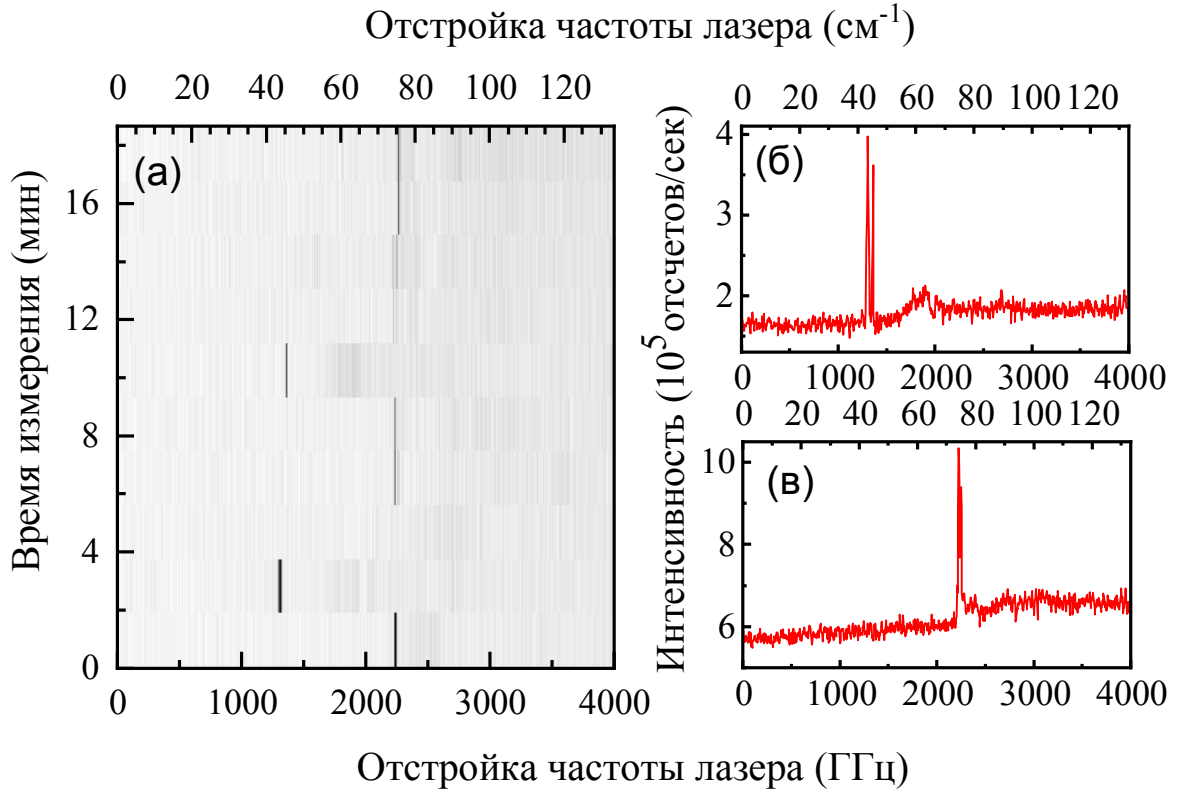 Отстройка частоты лазера (см⁻¹)
0 20 40 60 80 100 120
(а)
Время измерения (мин)
16
12
8
4
0
0 1000 2000 3000 4000
0 20 40 60 80 100 120
(б)
4
3
2
0 1000 2000 3000 4000
Интенсивность (10⁵ отсчетов/сек)
0 20 40 60 80 100 120
(в)
10
8
6
0 1000 2000 3000 4000
Отстройка частоты лазера (ГГц)